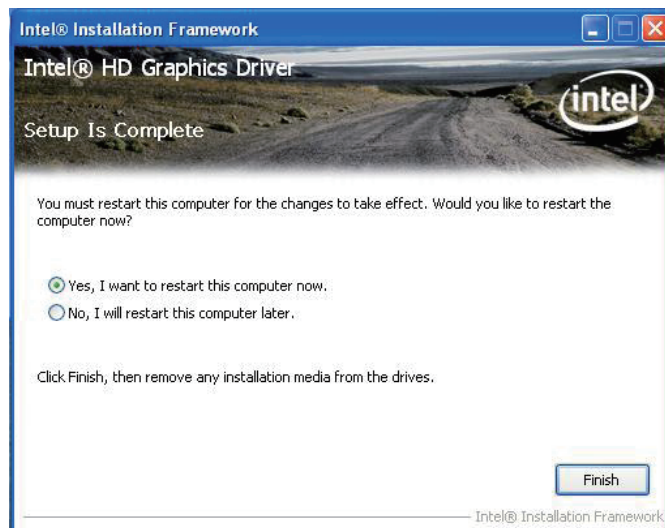 Intel® Installation Framework
Intel® HD Graphics Driver
intel
Setup Is Complete
You must restart this computer for the changes to take effect. Would you like to restart the
computer now?
Yes, I want to restart this computer now.
No, I will restart this computer later.
Click Finish, then remove any installation media from the drives.
Finish
Intel® Installation Framework